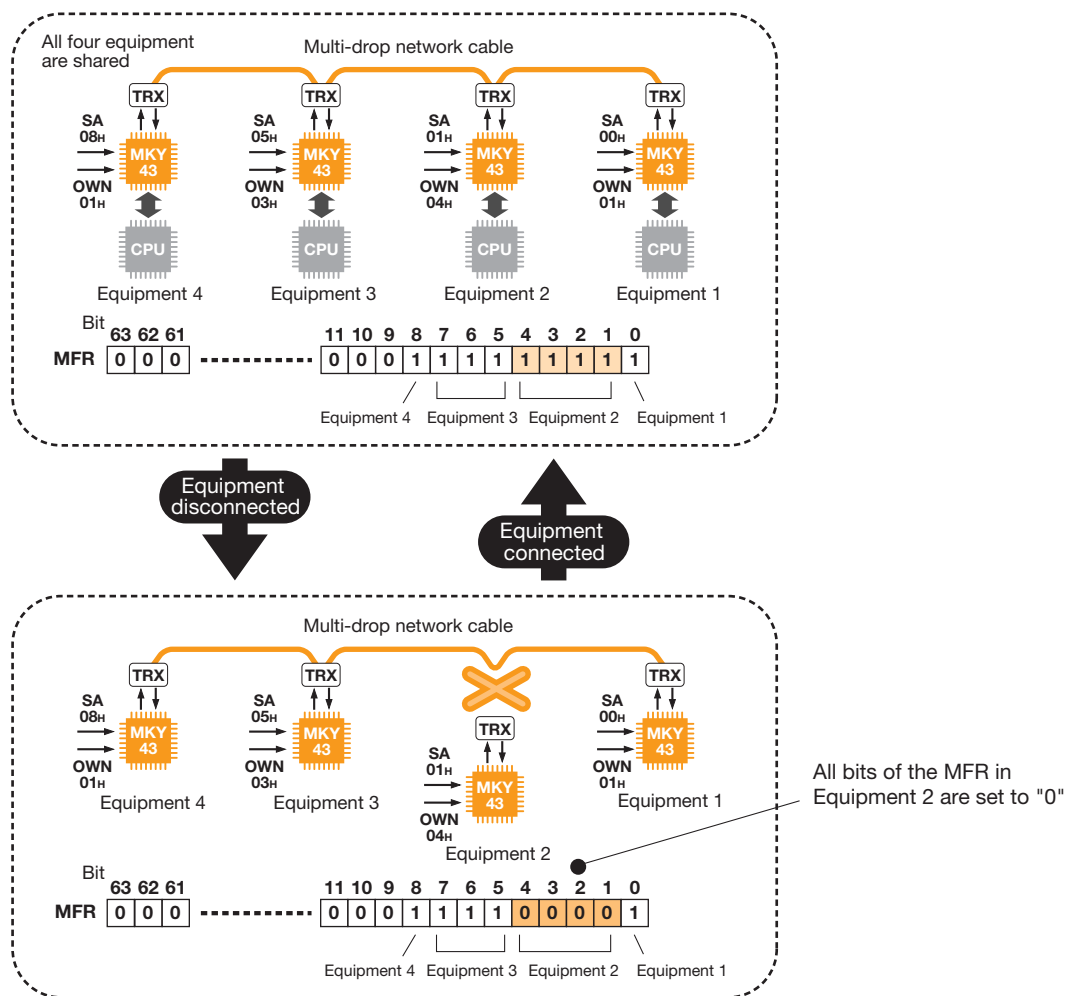 All four equipment
are shared
Multi-drop network cable
TRX TRX TRX TRX
SA
08H
SA
05H
SA
01H
SA
00H
MKY
43
MKY
43
MKY
43
MKY
43
OWN
01H
OWN
03H
OWN
04H
OWN
01H
CPU CPU CPU CPU
Equipment 4 Equipment 3 Equipment 2 Equipment 1
Bit
63 62 61 11 10 9 8 7 6 5 4 3 2 1 0
MFR 0 0 0 0 0 0 1 1 1 1 1 1 1 1 1
Equipment 4 Equipment 3 Equipment 2 Equipment 1
Equipment
disconnected
Equipment
connected
Multi-drop network cable
TRX TRX TRX
SA
08H
SA
05H
SA
00H
MKY
43
MKY
43
MKY
43
OWN
01H
OWN
03H
OWN
01H
Equipment 4 Equipment 3 Equipment 1
TRX
SA
01H
MKY
43
OWN
04H
Equipment 2
All bits of the MFR in
Equipment 2 are set to "0"
Bit
63 62 61 11 10 9 8 7 6 5 4 3 2 1 0
MFR 0 0 0 0 0 0 1 1 1 1 0 0 0 0 1
Equipment 4 Equipment 3 Equipment 2 Equipment 1